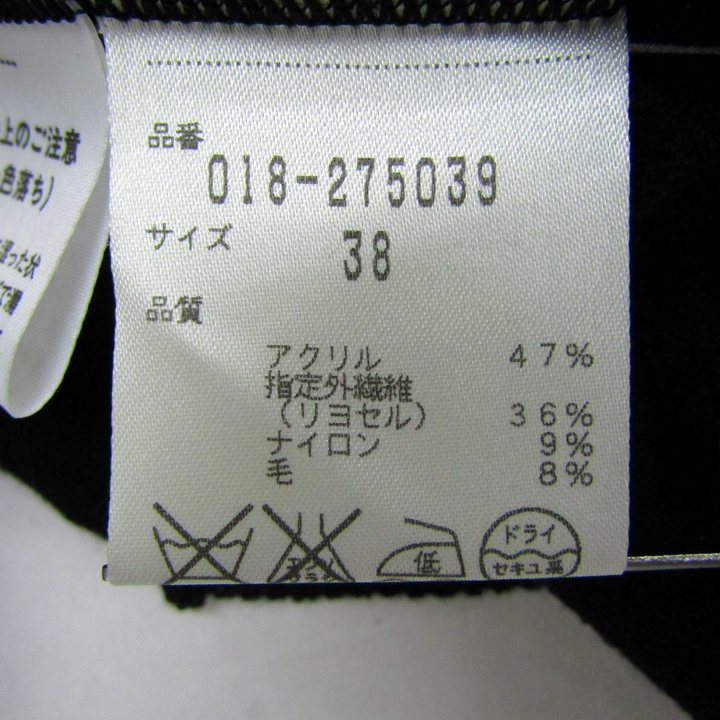 上のご注意
色落ち)
品番
018-275039
サイズ
38
品質
アクリル 47%
指定外繊維
(リヨセル) 36%
ナイロン 9%
毛 8%
低
ドライ
セキユ系